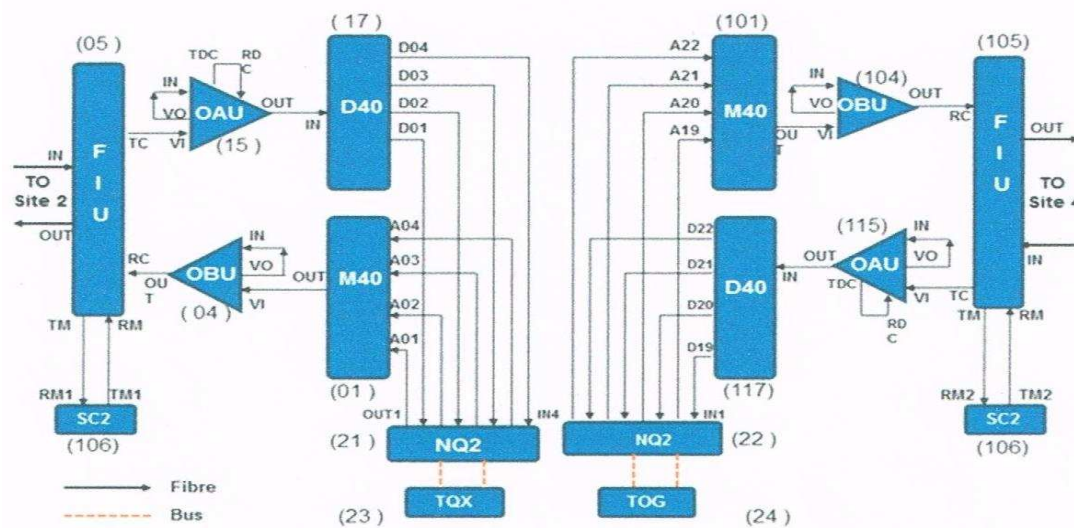 (17)
(101)
(05)
D04
A22
(105)
TDC
RD
C
IN
D03
A21
IN
(104)
OAU
OUT
D40
D02
A20
M40
OBU
OUT
VO
VO
IN
D01
A19
RC
OUT
TC
VI
(15)
OU
T
VI
IN
F
I
U
F
I
U
TO
Site 2
TO
Site 4
OUT
IN
A04
D22
(115)
IN
IN
RC
OBU
VO
OUT
M40
A03
D21
OUT
OAU
VO
OU
T
D40
IN
TDC
VI
TC
(04)
VI
A02
D20
RD
C
TM
RM
TM
RM
A01
D19
RM1
TM1
(01)
(117)
RM2
TM2
SC2
OUT1
IN4
IN1
SC2
(106)
(21)
NQ2
NQ2
(22)
(106)
Fibre
TQX
TOG
Bus
(23)
(24)